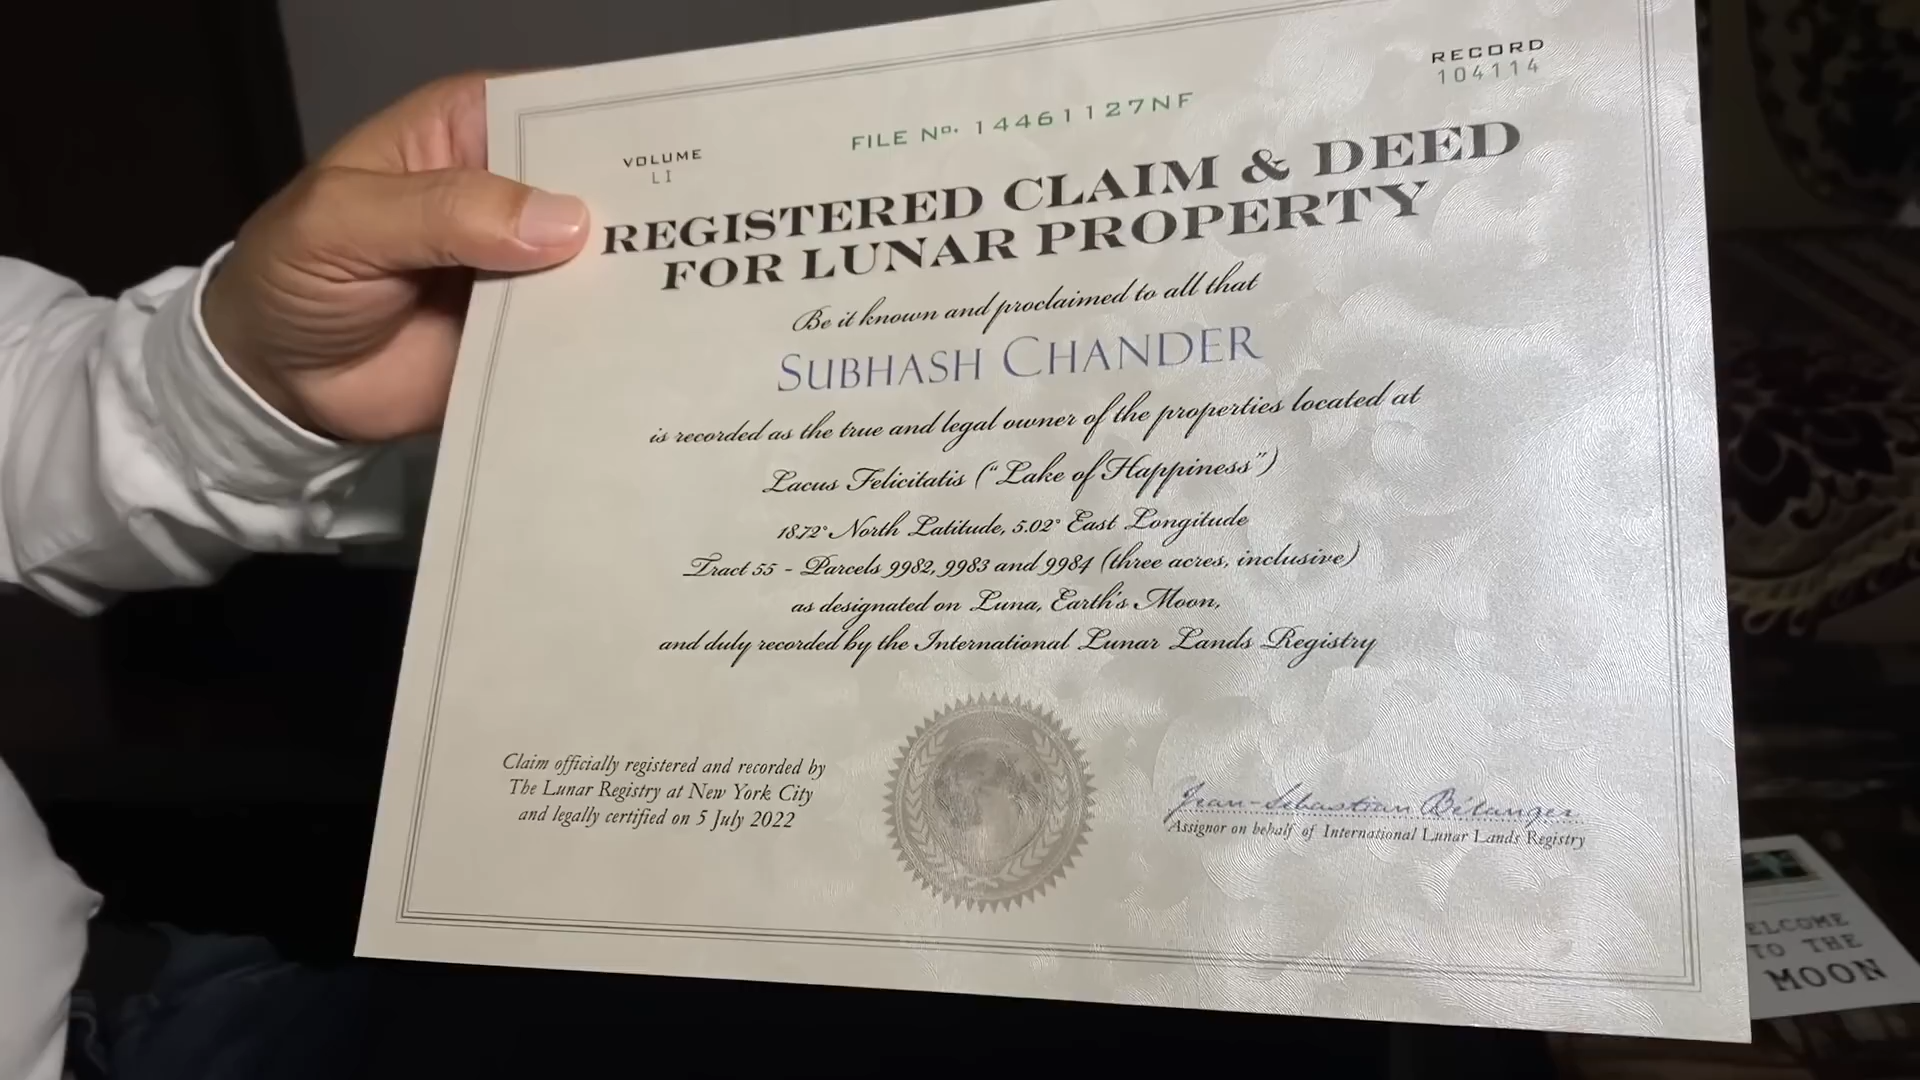 RECORD
104114
FILE No. 14461127NF
VOLUME
LI
REGISTERED CLAIM & DEED
FOR LUNAR PROPERTY
Be it known and proclaimed to all that
SUBHASH CHANDER
is recorded as the true and legal owner of the properties located at
Lacus Felicitatis (“Lake of Happiness”)
18.72° North Latitude, 5.02° East Longitude
Tract 55 - Parcels 9982, 9983 and 9984 (three acres, inclusive)
as designated on Luna, Earth's Moon,
and duly recorded by the International Lunar Lands Registry
Claim officially registered and recorded by
The Lunar Registry at New York City
and legally certified on 5 July 2022
Jean-Sébastian Bélanger
Assignor on behalf of International Lunar Lands Registry
ELCOME
TO THE
MOON